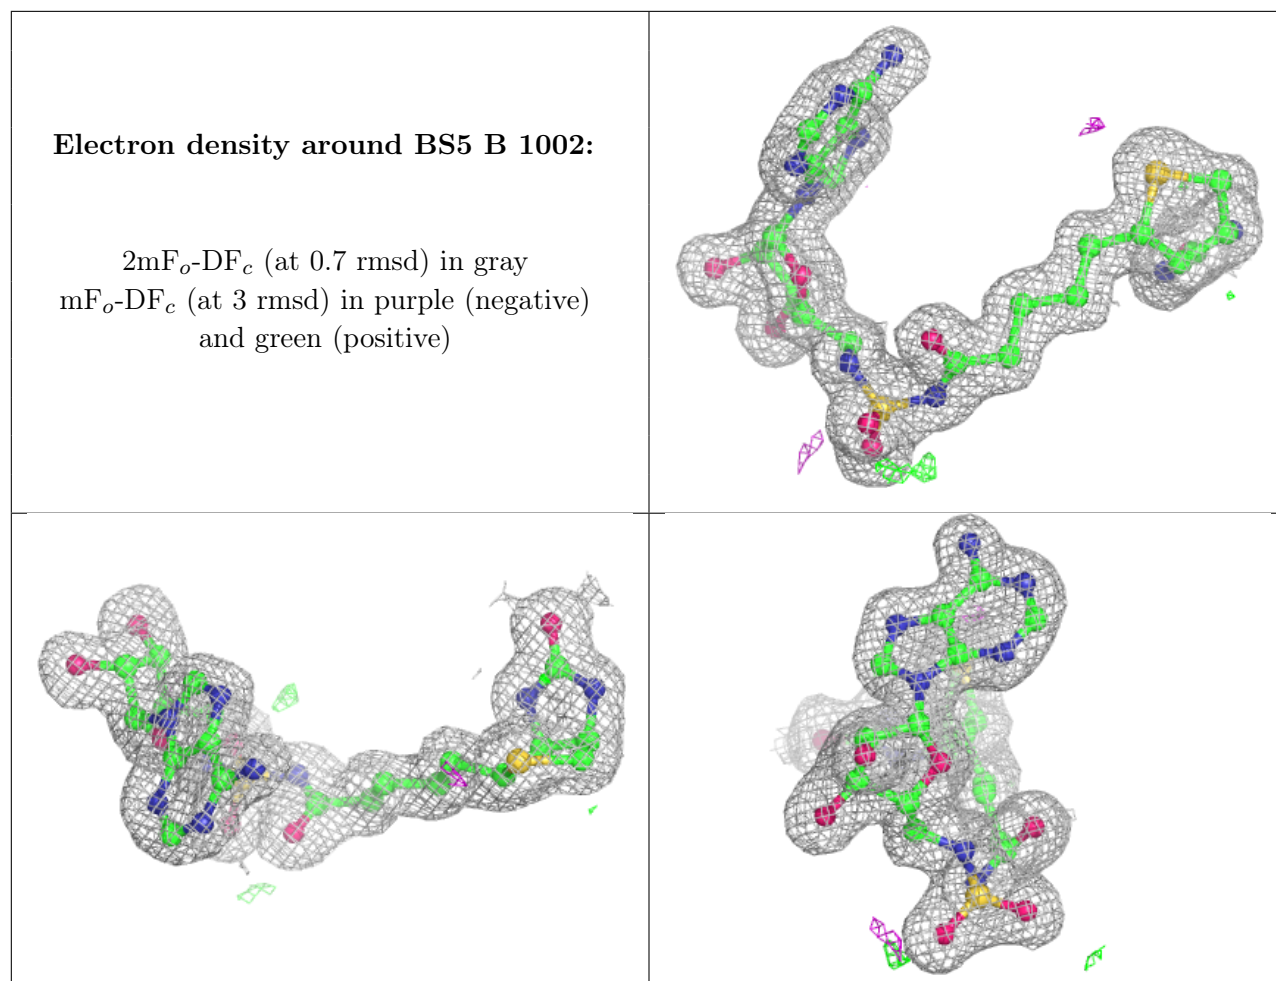 Electron density around BS5 B 1002:
2mFo-DFc (at 0.7 rmsd) in gray
mFo-DFc (at 3 rmsd) in purple (negative)
and green (positive)